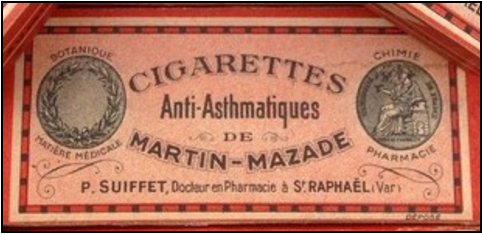 BOTANIQUE
MATIÈRE MÉDICALE
CHIMIE
PHARMACIE
CIGARETTES
Anti-Asthmatiques
DE
MARTIN-MAZADE
P. SUIFFET, Docteur en Pharmacie à St. RAPHAËL (Var)
DÉPOSÉ